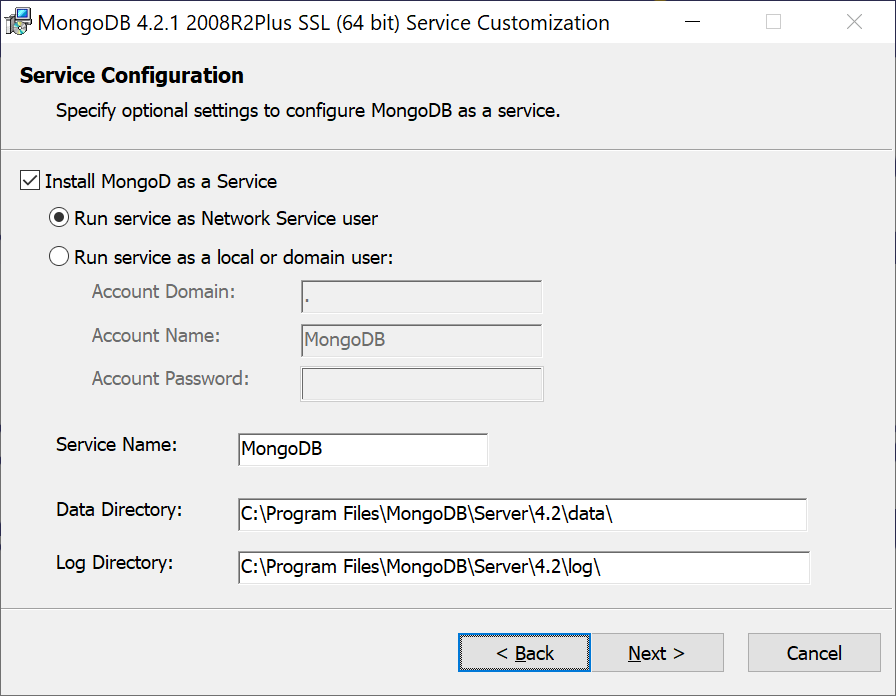 MongoDB 4.2.1 2008R2Plus SSL (64 bit) Service Customization
Service Configuration
Specify optional settings to configure MongoDB as a service.
Install MongoD as a Service
Run service as Network Service user
Run service as a local or domain user:
Account Domain: .
Account Name: MongoDB
Account Password:
Service Name: MongoDB
Data Directory: C:\Program Files\MongoDB\Server\4.2\data\
Log Directory: C:\Program Files\MongoDB\Server\4.2\log\
< Back Next > Cancel